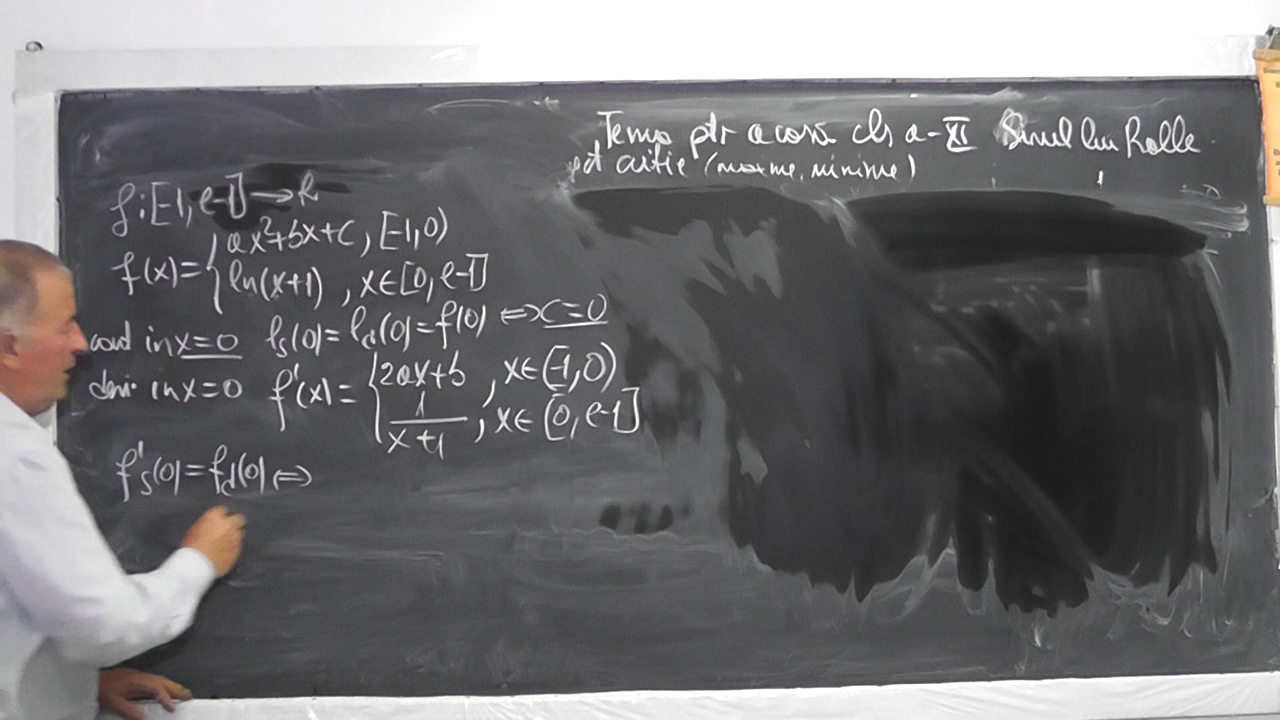 Tema ptr acasă cls a-XI Șirul lui Rolle
pct critic (maxime, minime)
f:[-1, e-1]→R
f(x)={ax²+bx+c, [-1,0)
ln(x+1), x∈[0, e-1]
cont in x=0 ls(0)=ld(0)=f(0) ⇔ c=0
deriv in x=0 f'(x)={2ax+b, x∈[-1,0)
1/(x+1), x∈[0, e-1]
f's(0)=f'd(0) ⇔